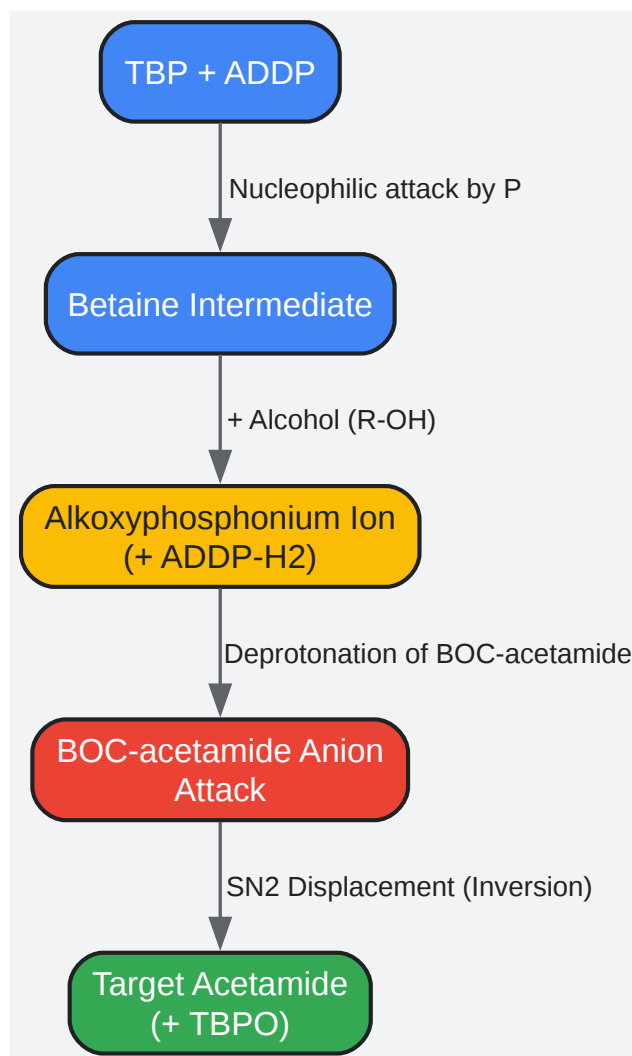 TBP + ADDP
Nucleophilic attack by P
Betaine Intermediate
+ Alcohol (R-OH)
Alkoxyphosphonium Ion
(+ ADDP-H2)
Deprotonation of BOC-acetamide
BOC-acetamide Anion
Attack
SN2 Displacement (Inversion)
Target Acetamide
(+ TBPO)